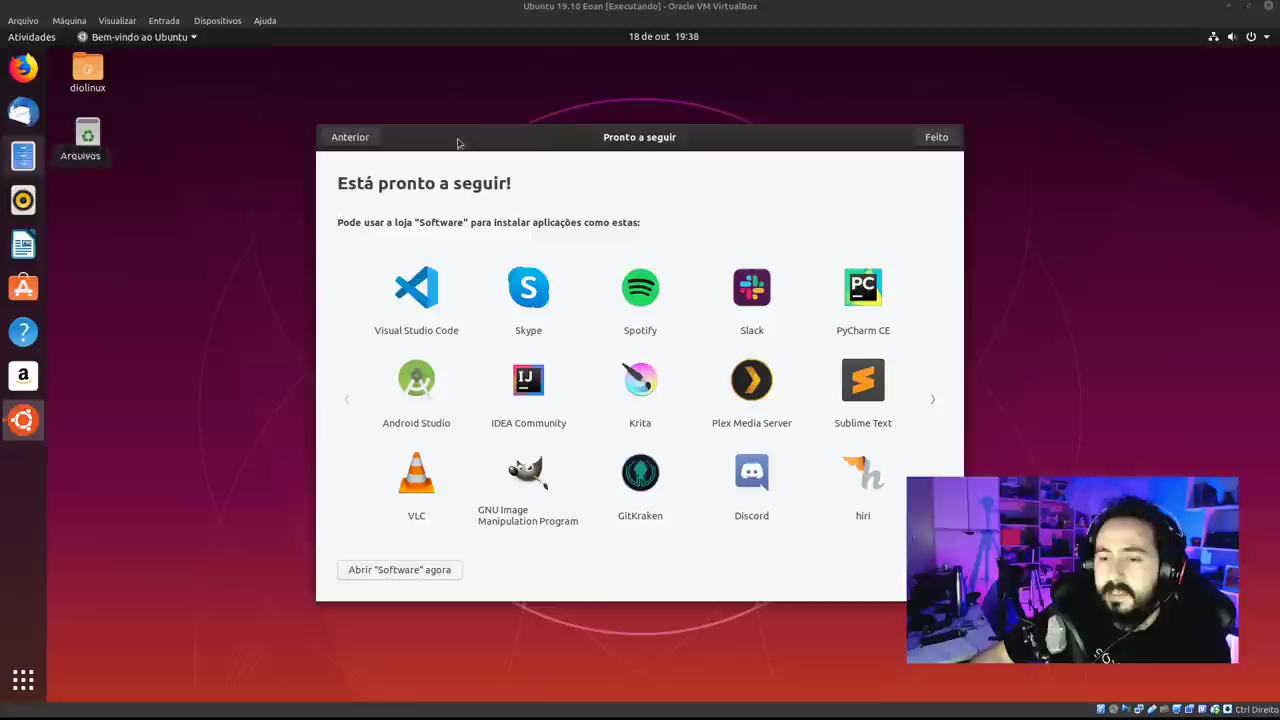 Ubuntu 19.10 Eoan [Executando] - Oracle VM VirtualBox
Arquivo Máquina Visualizar Entrada Dispositivos Ajuda
Atividades Bem-vindo ao Ubuntu 18 de out 19:38
diolinux
Arquivos
Anterior Pronto a seguir Feito
Está pronto a seguir!
Pode usar a loja "Software" para instalar aplicações como estas:
S PC
Visual Studio Code Skype Spotify Slack PyCharm CE
IJ
Android Studio IDEA Community Krita Plex Media Server Sublime Text
h
VLC GNU Image Manipulation Program GitKraken Discord hiri
Abrir "Software" agora
?
a
Ctrl Direito